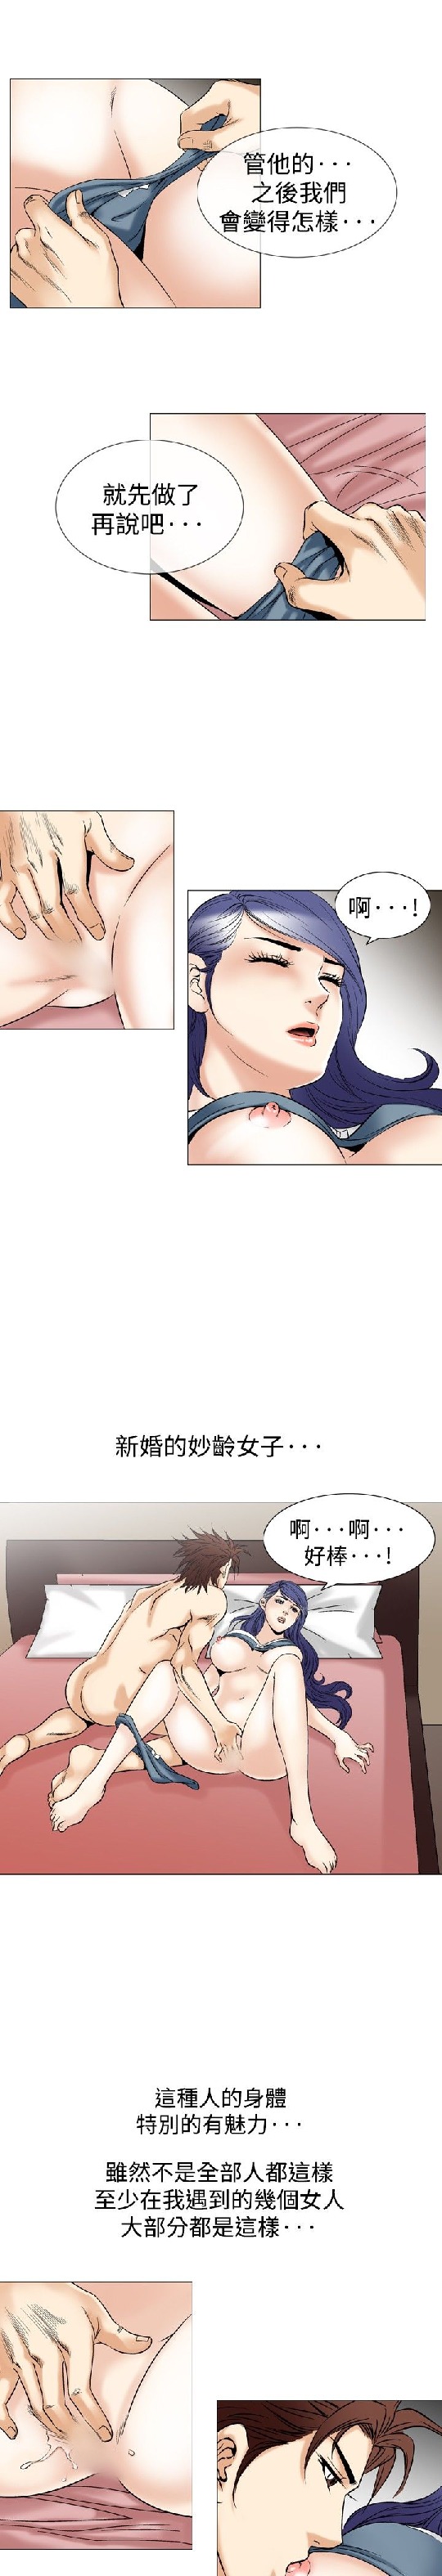 管他的···
之後我們
會變得怎樣···
就先做了
再說吧···
啊···!
新婚的妙齡女子···
啊···啊···
好棒···!
這種人的身體
特別的有魅力···
雖然不是全部人都這樣
至少在我遇到的幾個女人
大部分都是這樣···